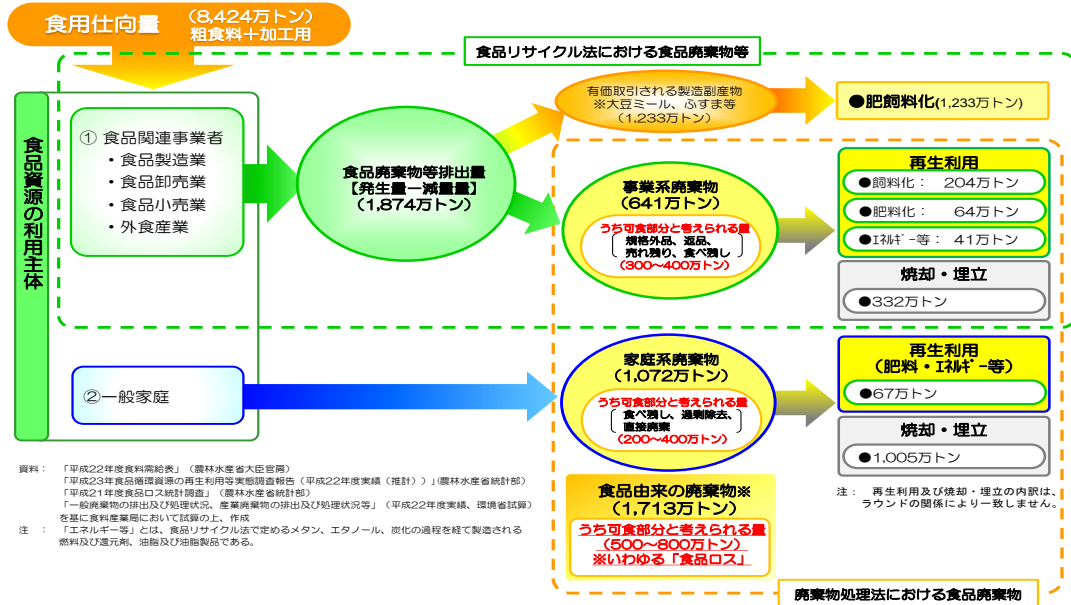 食用仕向量
(8,424万トン)
粗食料+加工用
食品リサイクル法における食品廃棄物等
食品資源の利用主体
① 食品関連事業者
・食品製造業
・食品卸売業
・食品小売業
・外食産業
食品廃棄物等排出量
【発生量-減量量】
(1,874万トン)
有価取引される製造副産物
※大豆ミール、ふすま等
(1,233万トン)
●肥飼料化(1,233万トン)
事業系廃棄物
(641万トン)
うち可食部分と考えられる量
規格外品、返品、
売れ残り、食べ残し
(300~400万トン)
再生利用
●飼料化: 204万トン
●肥料化: 64万トン
●エネルギー等: 41万トン
焼却・埋立
●332万トン
②一般家庭
家庭系廃棄物
(1,072万トン)
うち可食部分と考えられる量
食べ残し、過剰除去、
直接廃棄
(200~400万トン)
再生利用
(肥料・エネルギー等)
●67万トン
焼却・埋立
●1,005万トン
食品由来の廃棄物※
(1,713万トン)
うち可食部分と考えられる量
(500~800万トン)
※いわゆる「食品ロス」
注: 再生利用及び焼却・埋立の内訳は、
ラウンドの関係により一致しません。
廃棄物処理法における食品廃棄物
資料: 「平成22年度食料需給表」(農林水産省大臣官房)
「平成23年食品循環資源の再生利用等実態調査報告(平成22年度実績(推計))」(農林水産省統計部)
「平成21年度食品ロス統計調査」(農林水産省統計部)
「一般廃棄物の排出及び処理状況、産業廃棄物の排出及び処理状況等」(平成22年度実績、環境省試算)
を基に食料産業局において試算の上、作成
注 : 「エネルギー等」とは、食品リサイクル法で定めるメタン、エタノール、炭化の過程を経て製造される
燃料及び還元剤、油脂及び油脂製品である。